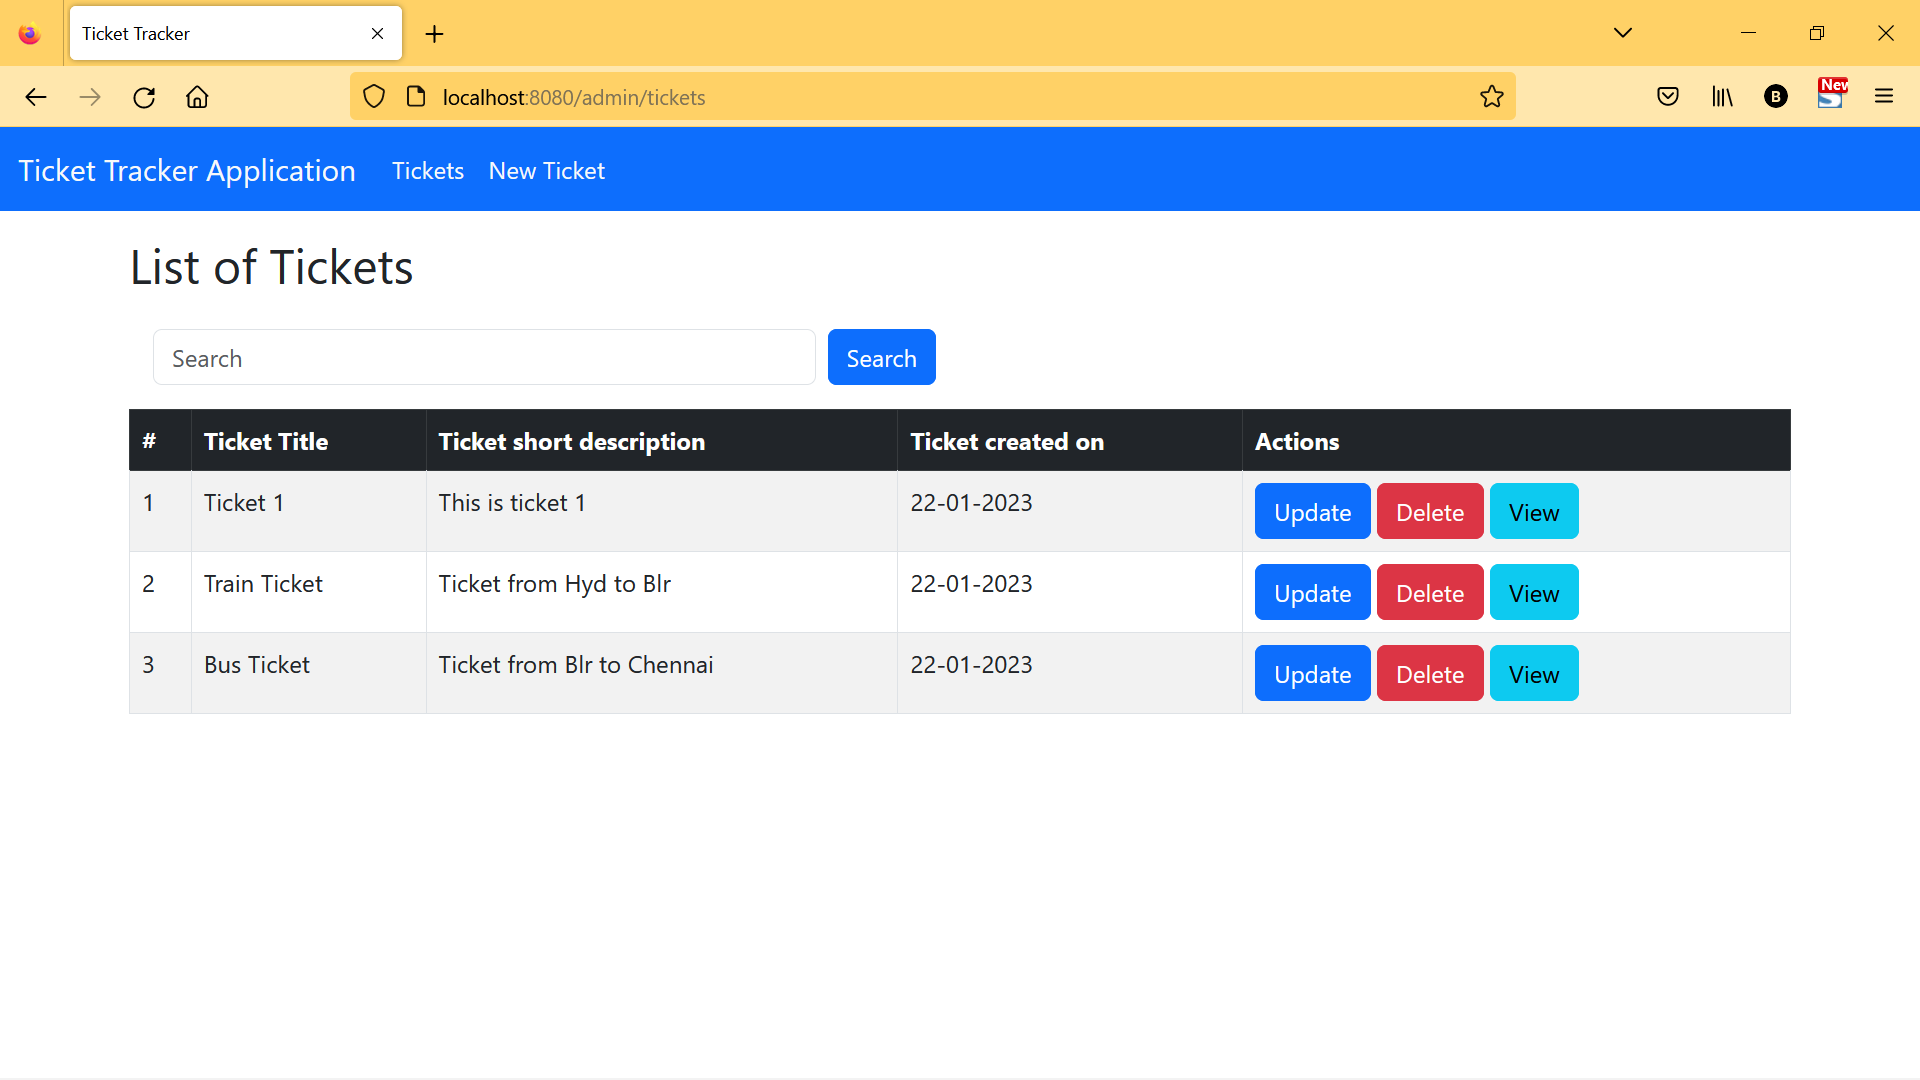 Ticket Tracker
localhost:8080/admin/tickets
B
New
Ticket Tracker Application Tickets New Ticket
List of Tickets
Search Search
# Ticket Title Ticket short description Ticket created on Actions
1 Ticket 1 This is ticket 1 22-01-2023 Update Delete View
2 Train Ticket Ticket from Hyd to Blr 22-01-2023 Update Delete View
3 Bus Ticket Ticket from Blr to Chennai 22-01-2023 Update Delete View